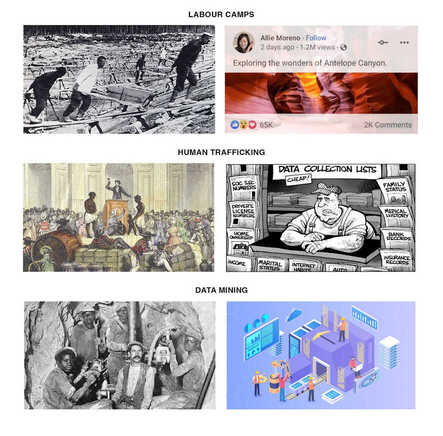 LABOUR CAMPS
Allie Moreno · Follow
2 days ago · 1.2M views ·
Exploring the wonders of Antelope Canyon.
65K
2K Comments
HUMAN TRAFFICKING
DATA COLLECTION LISTS
CHEAP!
SOC. SEC. NUMBERS
FAMILY STATUS
DRIVER'S LICENSE NUMBERS
MEDICAL HISTORY
HOME
BANK RECORDS
INSURANCE RECORDS
INCOME
MARITAL STATUS
INTERNET
AUTO
DATA MINING